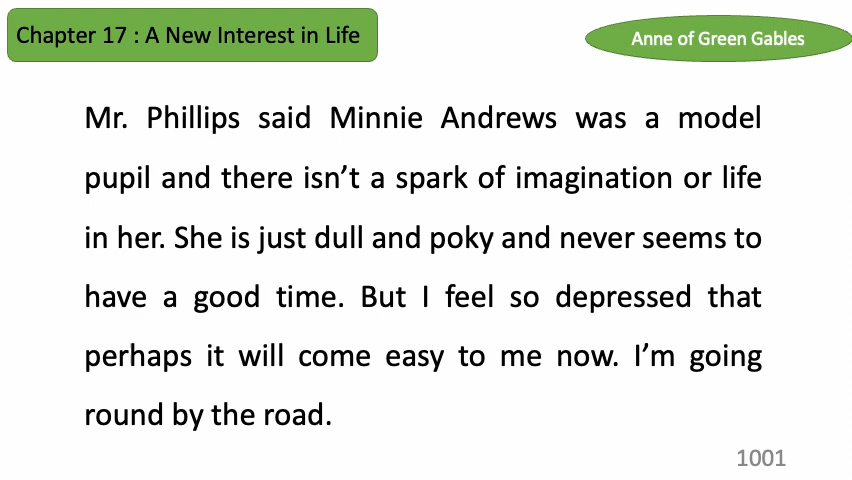 Chapter 17 : A New Interest in Life
Anne of Green Gables
Mr. Phillips said Minnie Andrews was a model
pupil and there isn’t a spark of imagination or life
in her. She is just dull and poky and never seems to
have a good time. But I feel so depressed that
perhaps it will come easy to me now. I’m going
round by the road.
1001